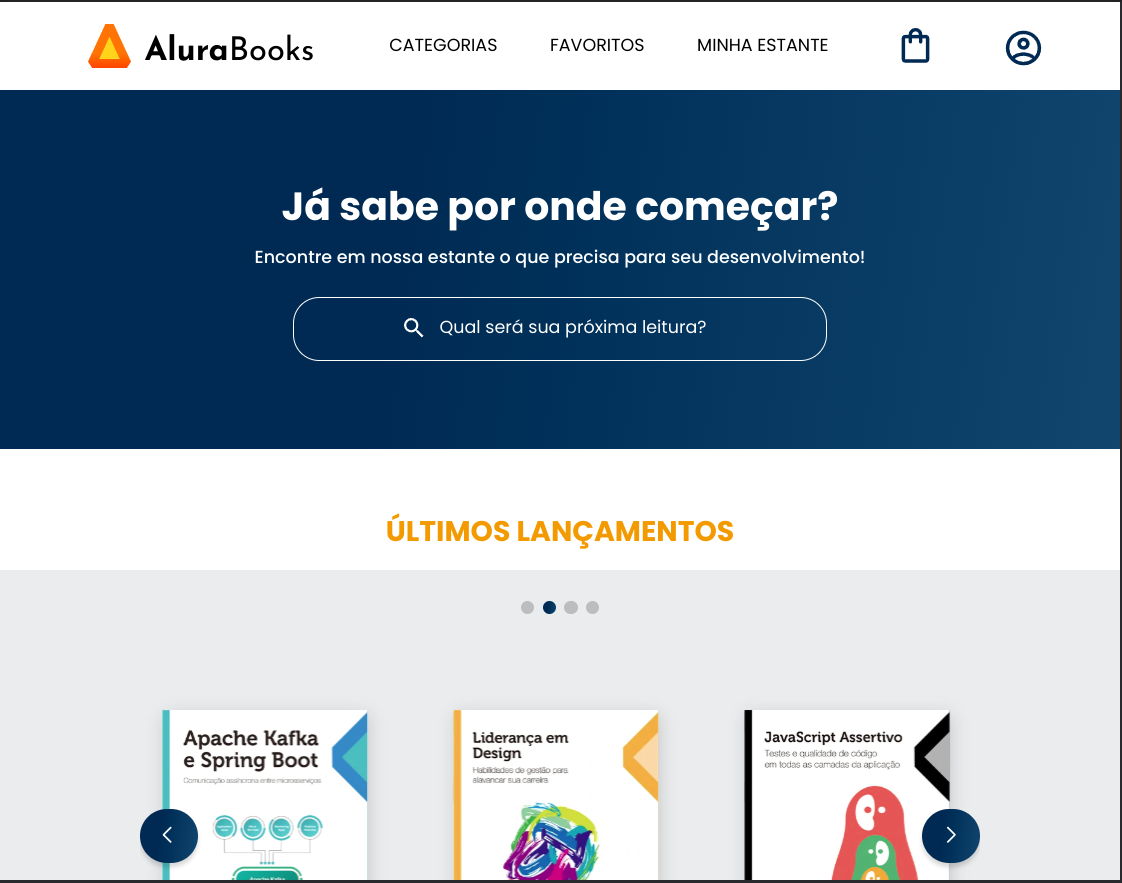 AluraBooks
CATEGORIAS
FAVORITOS
MINHA ESTANTE
Já sabe por onde começar?
Encontre em nossa estante o que precisa para seu desenvolvimento!
Qual será sua próxima leitura?
ÚLTIMOS LANÇAMENTOS
Apache Kafka
e Spring Boot
Comunicação assíncrona entre microsserviços
Liderança em
Design
Habilidades de gestão para
alavancar sua carreira
JavaScript Assertivo
Testes e qualidade de código
em todas as camadas da aplicação
Apache Kafka